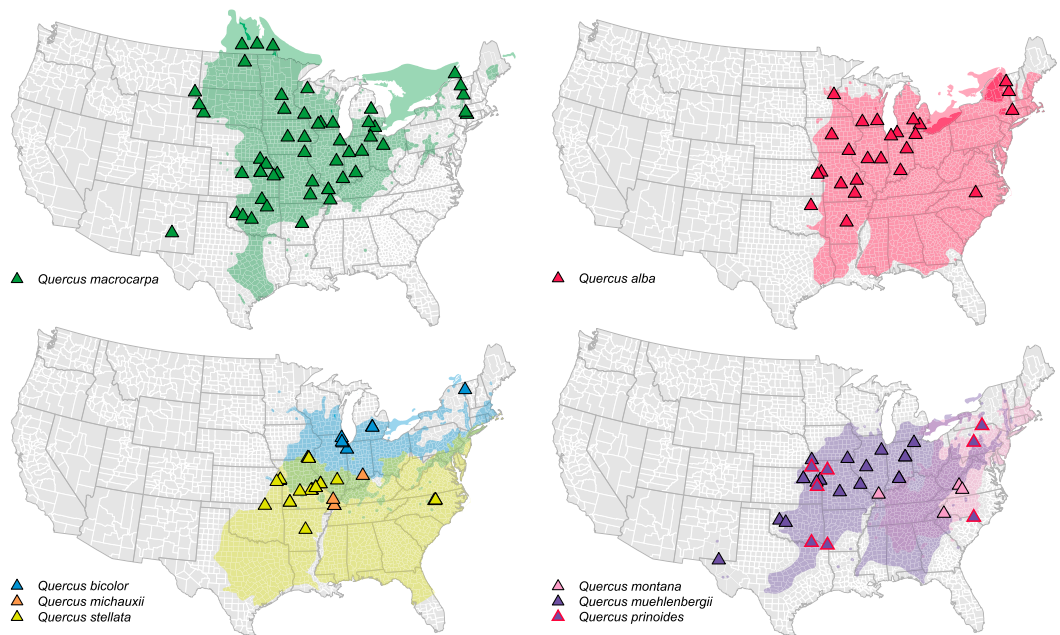 Quercus macrocarpa
Quercus alba
Quercus bicolor
Quercus michauxii
Quercus stellata
Quercus montana
Quercus muehlenbergii
Quercus prinoides